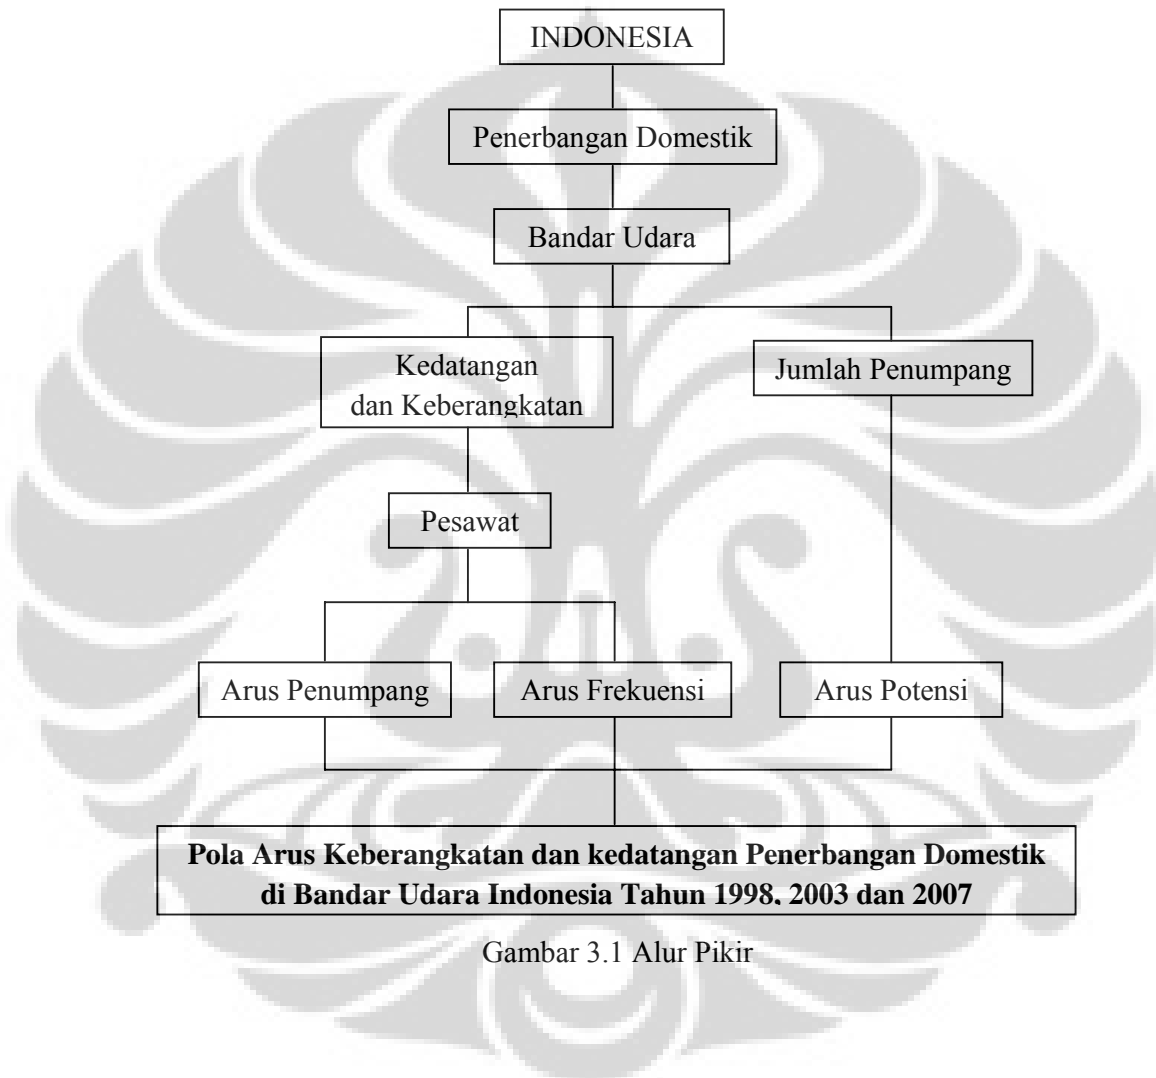 INDONESIA
Penerbangan Domestik
Bandar Udara
Kedatangan
dan Keberangkatan
Jumlah Penumpang
Pesawat
Arus Penumpang
Arus Frekuensi
Arus Potensi
Pola Arus Keberangkatan dan kedatangan Penerbangan Domestik
di Bandar Udara Indonesia Tahun 1998, 2003 dan 2007
Gambar 3.1 Alur Pikir